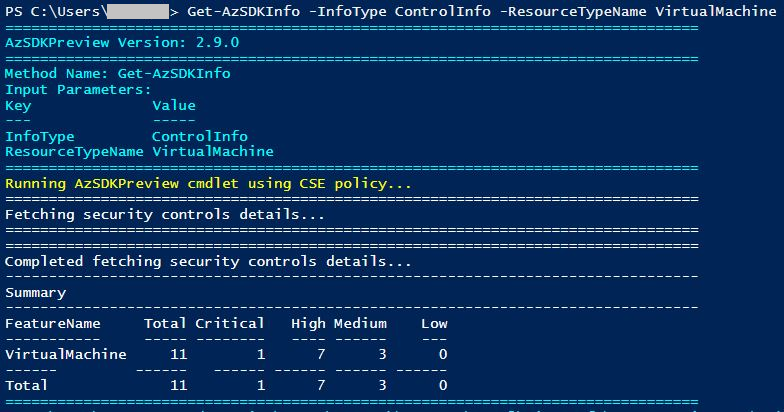 PS C:\Users\ > Get-AzSDKInfo -InfoType ControlInfo -ResourceTypeName VirtualMachine
================================================================================
AzSDKPreview Version: 2.9.0
================================================================================
Method Name: Get-AzSDKInfo
Input Parameters:
Key Value
--- -----
InfoType ControlInfo
ResourceTypeName VirtualMachine
================================================================================
Running AzSDKPreview cmdlet using CSE policy...
================================================================================
Fetching security controls details...
================================================================================
================================================================================
Completed fetching security controls details...
--------------------------------------------------------------------------------
Summary
--------------------------------------------------------------------------------
FeatureName Total Critical High Medium Low
----------- ----- -------- ---- ------ ---
VirtualMachine 11 1 7 3 0
------ ------ ------ ------ ------ ------
Total 11 1 7 3 0
================================================================================